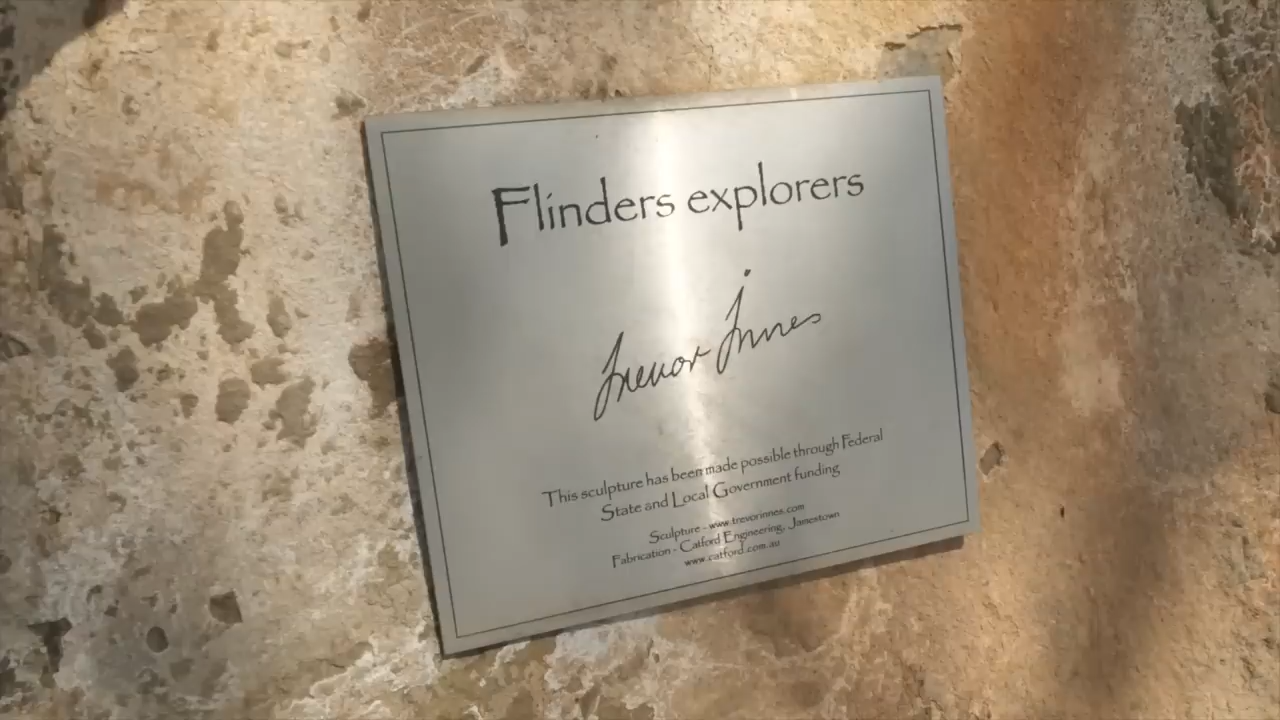 Flinders explorers
Trevor Innes
This sculpture has been made possible through Federal
State and Local Government funding
Sculpture - www.trevorinnes.com
Fabrication - Catford Engineering, Jamestown
www.catford.com.au